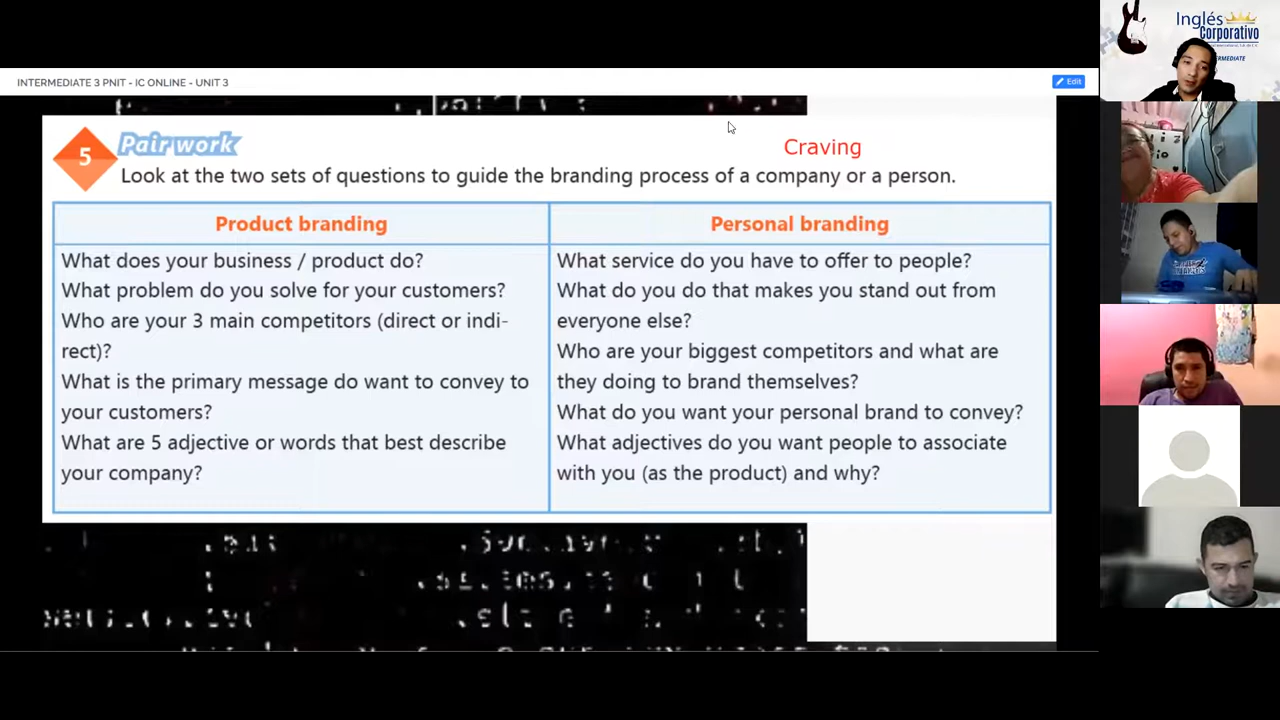 INTERMEDIATE 3 PNIT - IC ONLINE - UNIT 3
Edit
Inglés
Corporativo
5
Pair work
Craving
Look at the two sets of questions to guide the branding process of a company or a person.
Product branding
What does your business / product do?
What problem do you solve for your customers?
Who are your 3 main competitors (direct or indi-
rect)?
What is the primary message do want to convey to
your customers?
What are 5 adjective or words that best describe
your company?
Personal branding
What service do you have to offer to people?
What do you do that makes you stand out from
everyone else?
Who are your biggest competitors and what are
they doing to brand themselves?
What do you want your personal brand to convey?
What adjectives do you want people to associate
with you (as the product) and why?